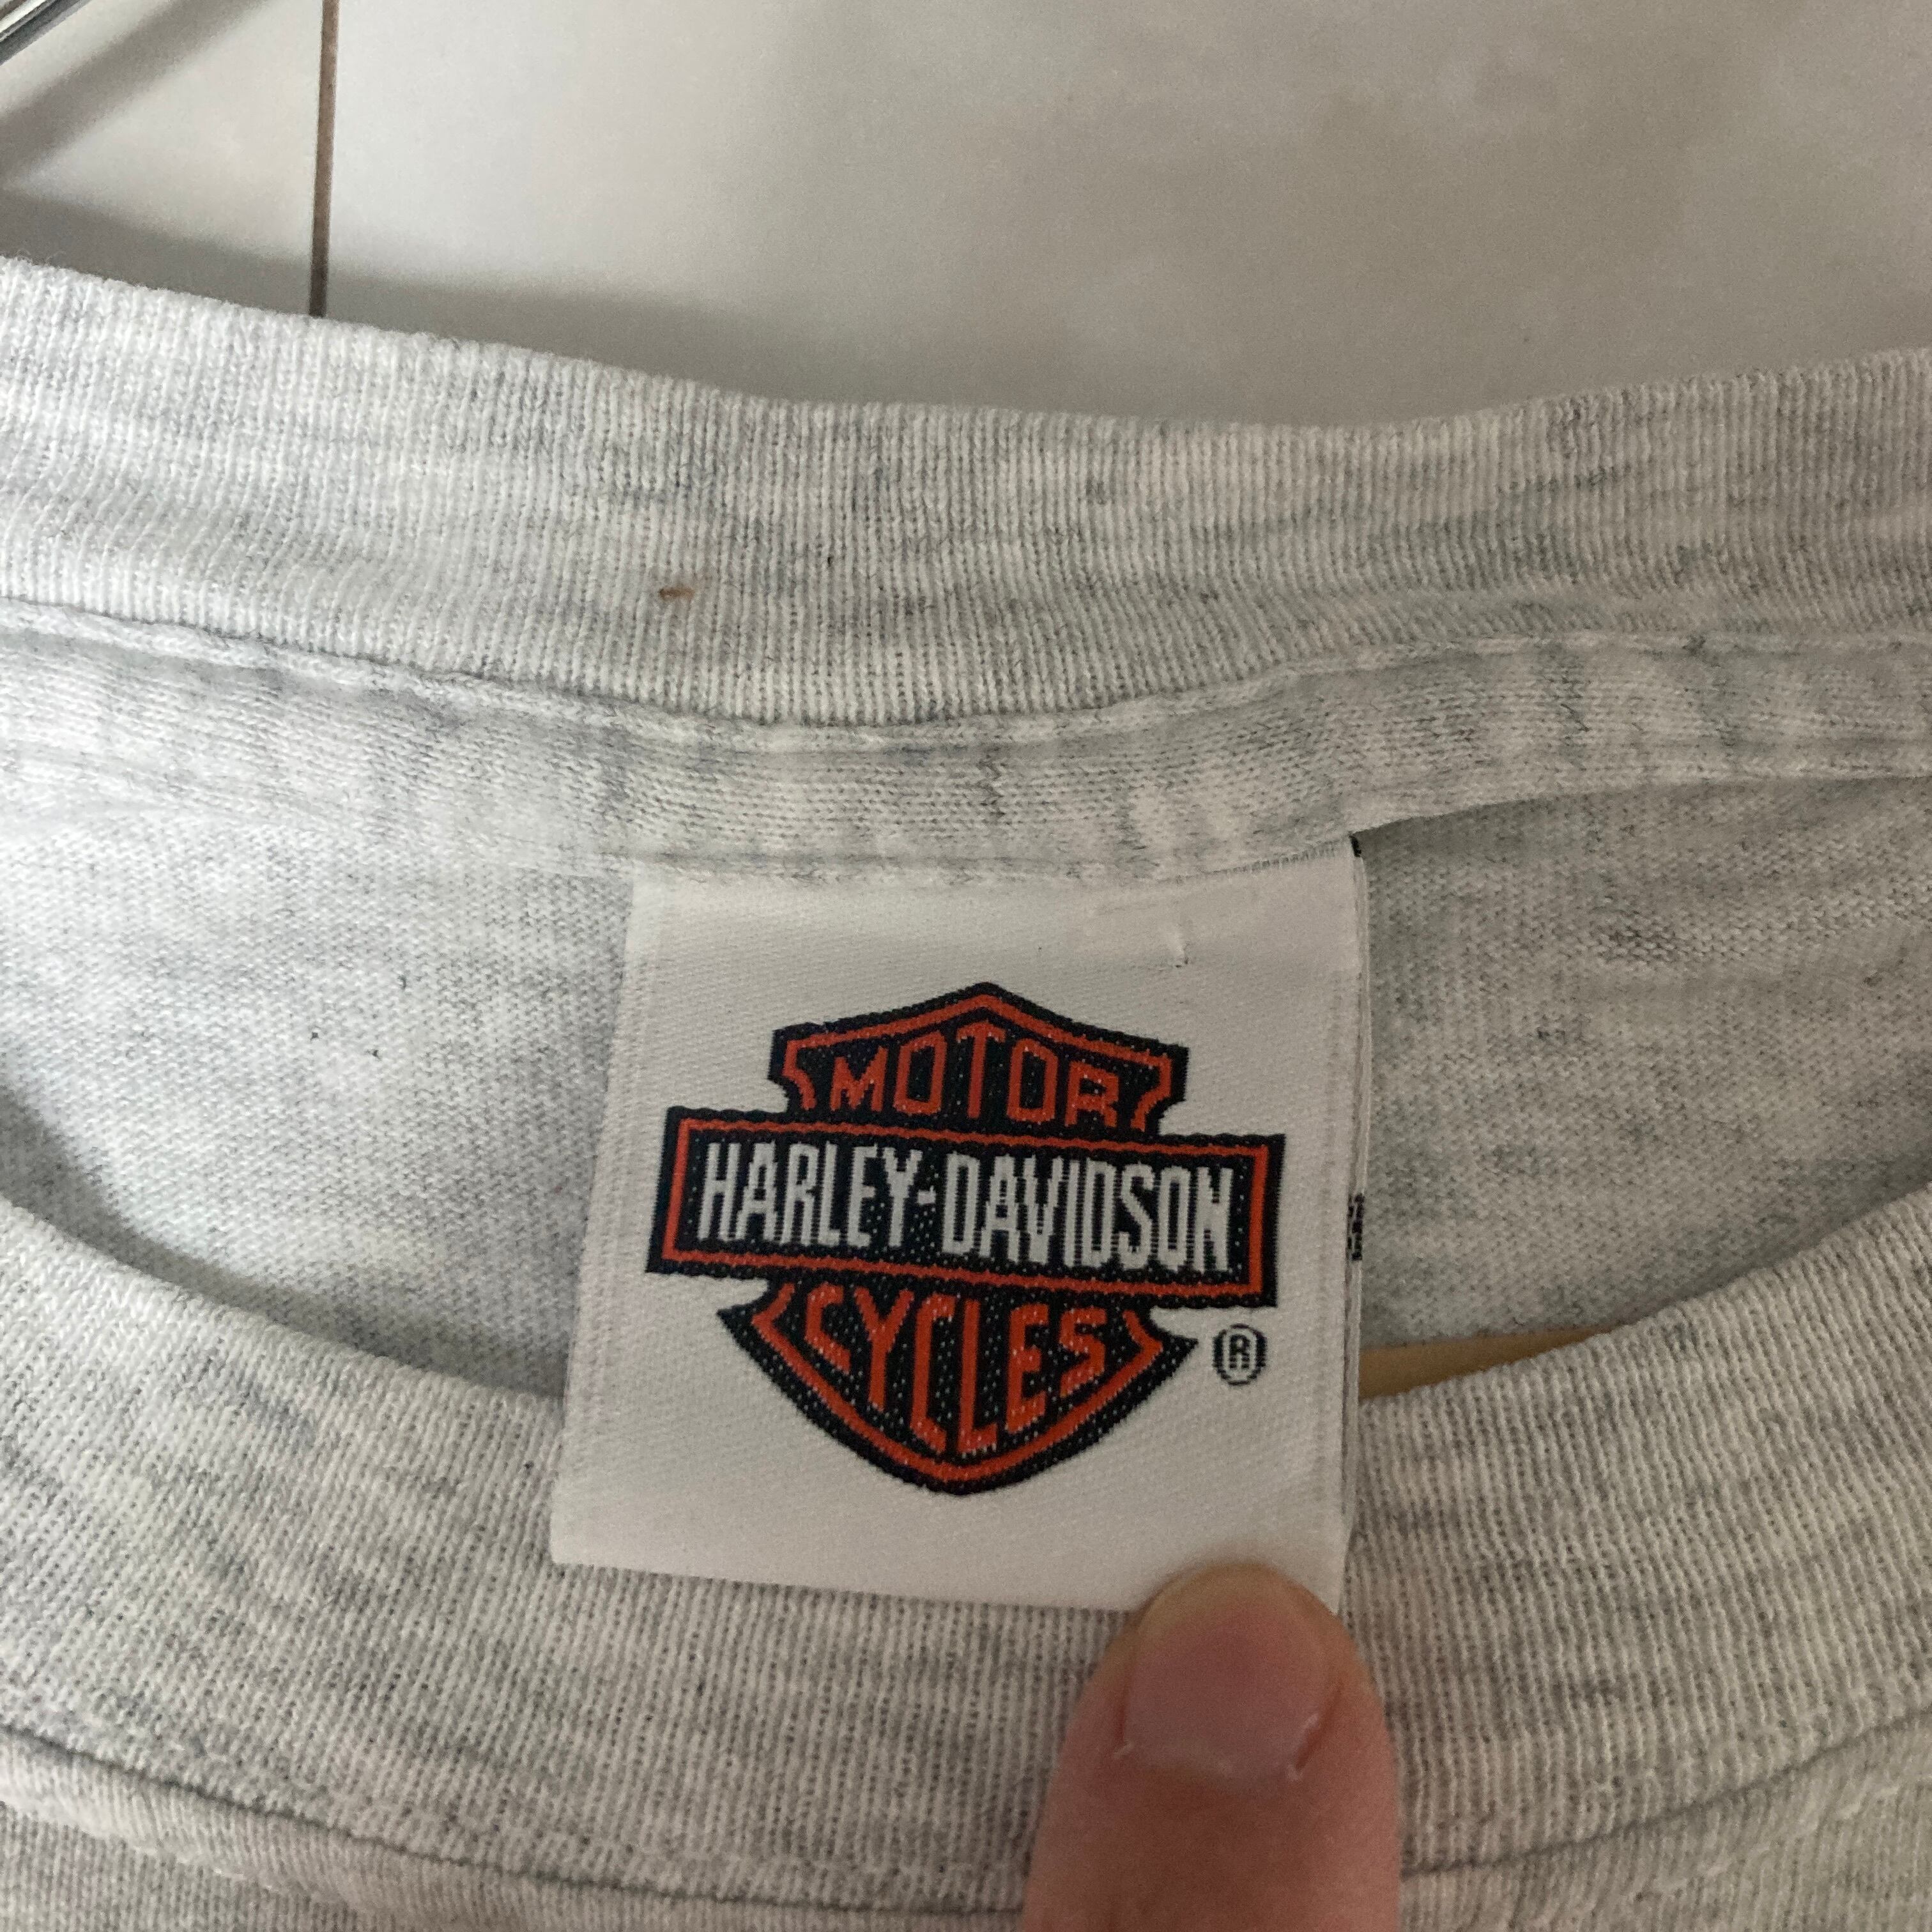 MOTOR
HARLEY-DAVIDSON
CYCLES
®